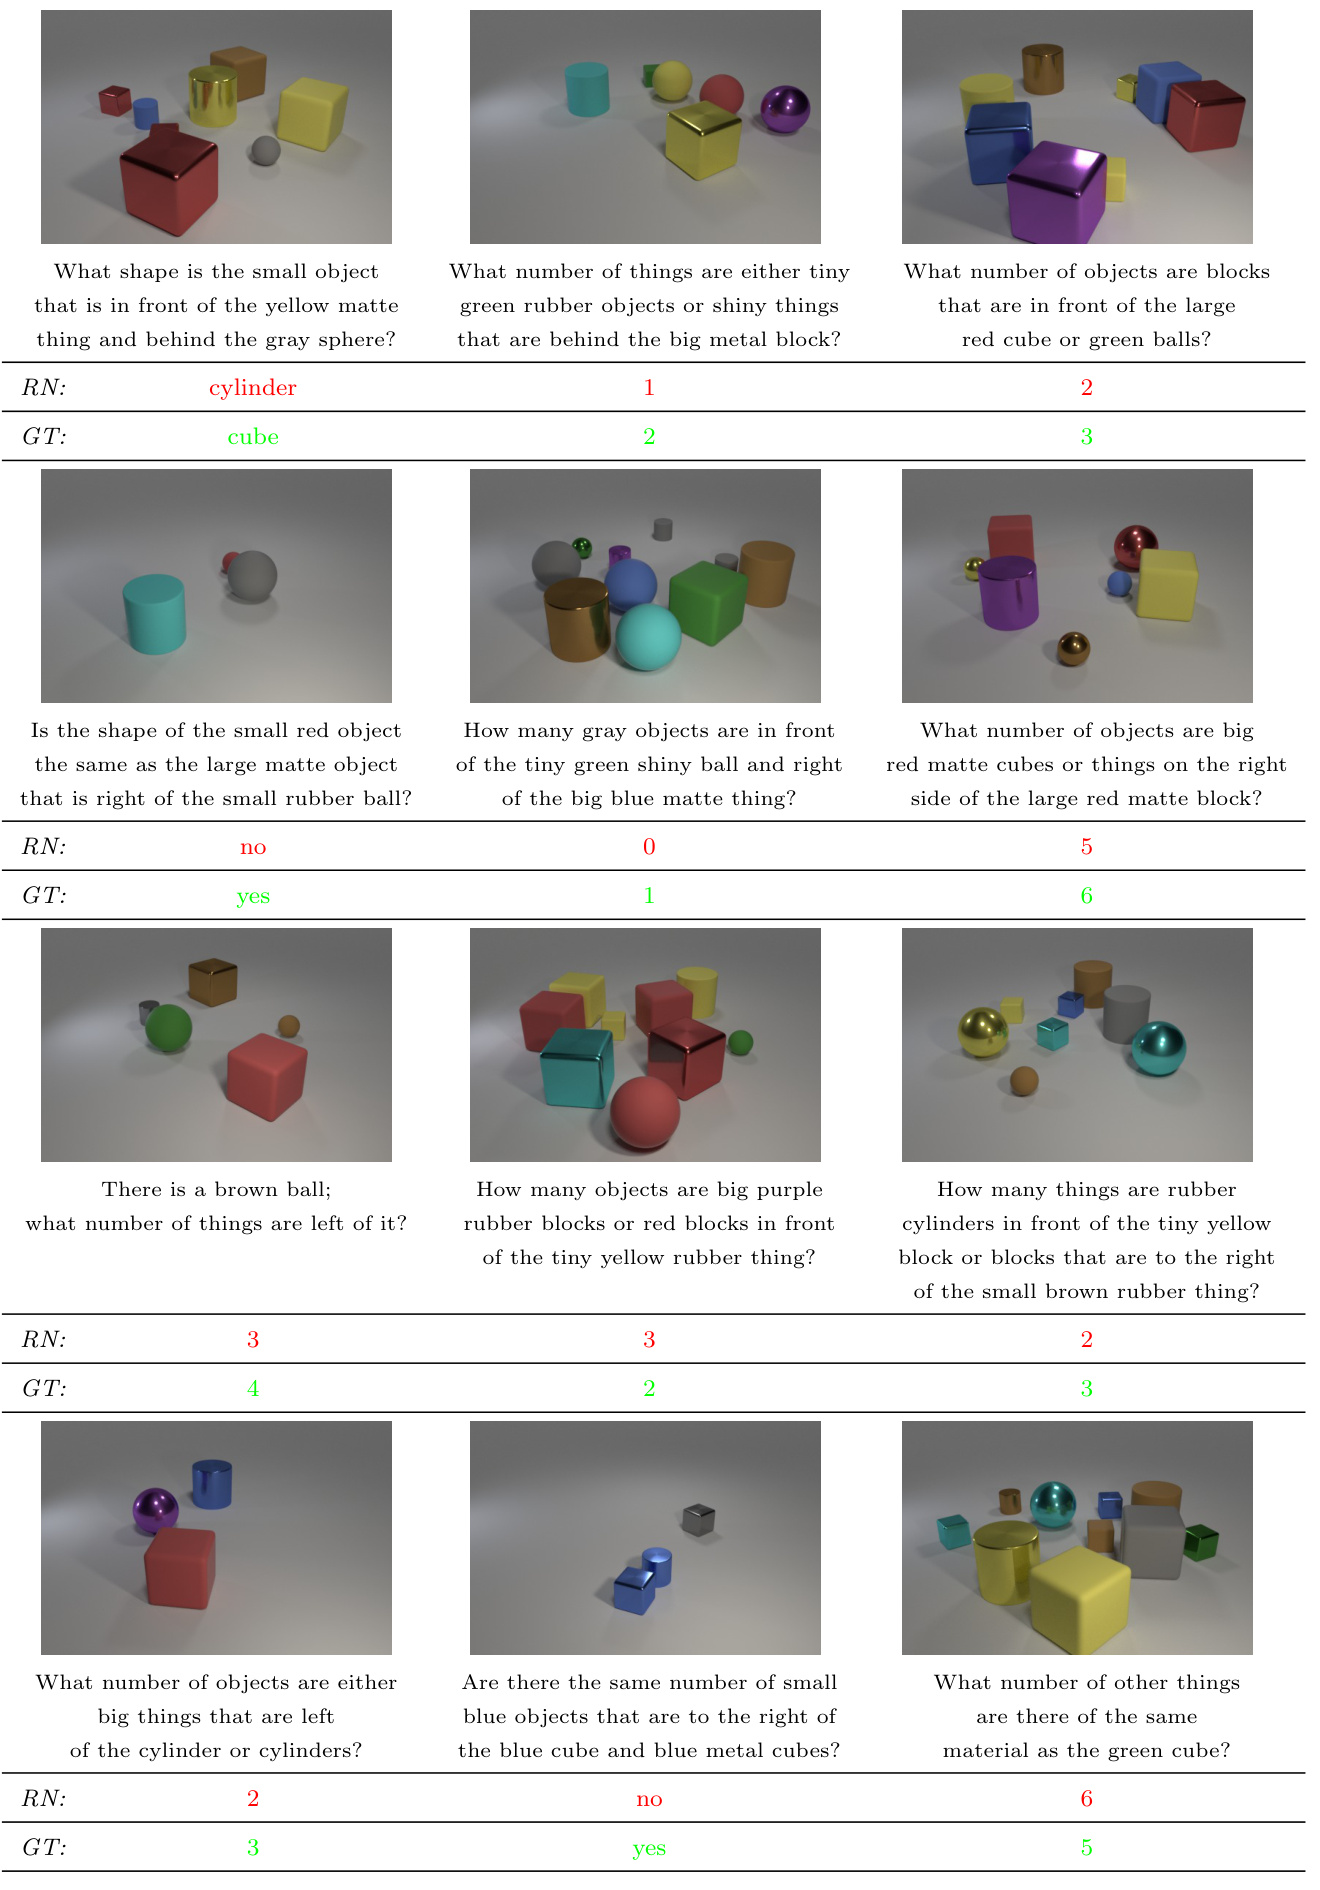 What shape is the small object
that is in front of the yellow matte
thing and behind the gray sphere?
What number of things are either tiny
green rubber objects or shiny things
that are behind the big metal block?
What number of objects are blocks
that are in front of the large
red cube or green balls?
RN: cylinder 1 2
GT: cube 2 3
Is the shape of the small red object
the same as the large matte object
that is right of the small rubber ball?
How many gray objects are in front
of the tiny green shiny ball and right
of the big blue matte thing?
What number of objects are big
red matte cubes or things on the right
side of the large red matte block?
RN: no 0 5
GT: yes 1 6
There is a brown ball;
what number of things are left of it?
How many objects are big purple
rubber blocks or red blocks in front
of the tiny yellow rubber thing?
How many things are rubber
cylinders in front of the tiny yellow
block or blocks that are to the right
of the small brown rubber thing?
RN: 3 3 2
GT: 4 2 3
What number of objects are either
big things that are left
of the cylinder or cylinders?
Are there the same number of small
blue objects that are to the right of
the blue cube and blue metal cubes?
What number of other things
are there of the same
material as the green cube?
RN: 2 no 6
GT: 3 yes 5